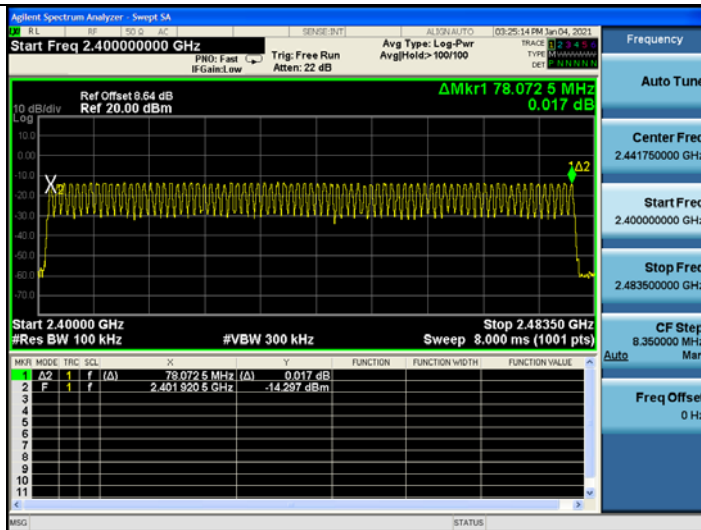 Agilent Spectrum Analyzer - Swept SA
RL RF 50 Ω AC SENSE:INT ALIGN AUTO 03:25:14 PM Jan 04, 2021
Start Freq 2.400000000 GHz
PNO: Fast
IFGain:Low
Trig: Free Run
Atten: 22 dB
Avg Type: Log-Pwr
Avg|Hold:> 100/100
TRACE 1 2 3 4 5 6
TYPE
DET P N N N N N
Ref Offset 8.64 dB
Ref 20.00 dBm
ΔMkr1 78.072 5 MHz
0.017 dB
10 dB/div
Log
10.0
0.00
-10.0
-20.0
-30.0
-40.0
-50.0
-60.0
-70.0
X2
1Δ2
Start 2.40000 GHz
Stop 2.48350 GHz
#Res BW 100 kHz
#VBW 300 kHz
Sweep 8.000 ms (1001 pts)
MKR MODE TRC SCL X Y FUNCTION FUNCTION WIDTH FUNCTION VALUE
1 Δ2 1 f (Δ) 78.072 5 MHz (Δ) 0.017 dB
2 F 1 f 2.401 920 5 GHz -14.297 dBm
3
4
5
6
7
8
9
10
11
MSG
STATUS
Frequency
Auto Tune
Center Freq
2.441750000 GHz
Start Freq
2.400000000 GHz
Stop Freq
2.483500000 GHz
CF Step
8.350000 MHz
Auto Man
Freq Offset
0 Hz